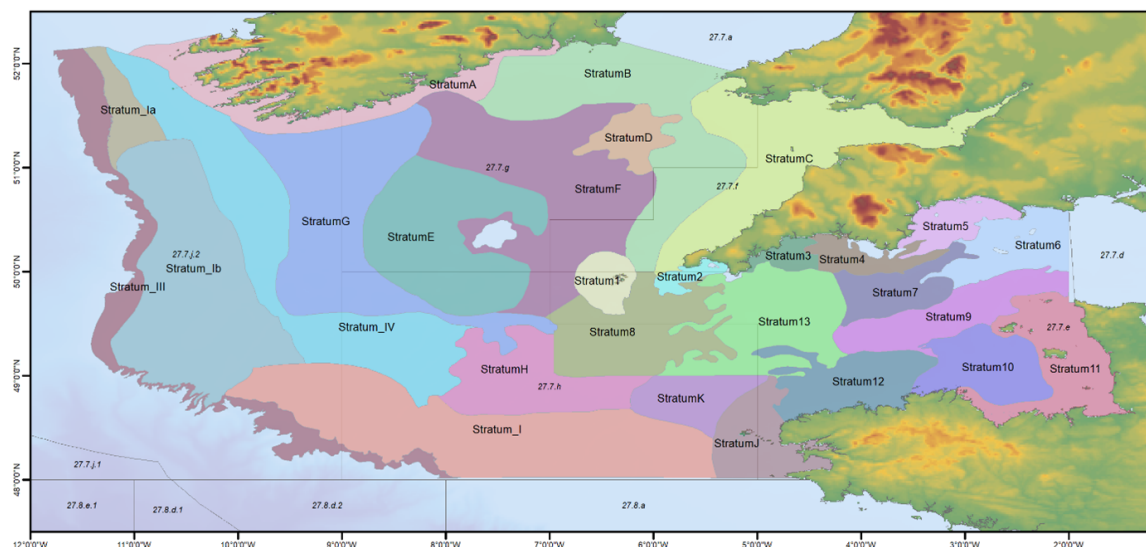 27.7.a
StratumB
StratumA
Stratum_Ia
StratumD
StratumC
27.7.g
27.7.f
StratumF
StratumG
StratumE
Stratum5
Stratum6
27.7.j.2
Stratum_Ib
Stratum_III
27.7.d
Stratum3
Stratum4
Stratum1
Stratum2
Stratum7
Stratum_IV
Stratum8
Stratum13
Stratum9
27.7.e
StratumH
27.7.h
Stratum10
Stratum11
Stratum12
StratumK
Stratum_I
StratumJ
27.7.j.1
27.8.e.1
27.8.d.1
27.8.d.2
27.8.a
52°0'0"N
51°0'0"N
50°0'0"N
49°0'0"N
48°0'0"N
12°0'0"W
11°0'0"W
10°0'0"W
9°0'0"W
8°0'0"W
7°0'0"W
6°0'0"W
5°0'0"W
4°0'0"W
3°0'0"W
2°0'0"W